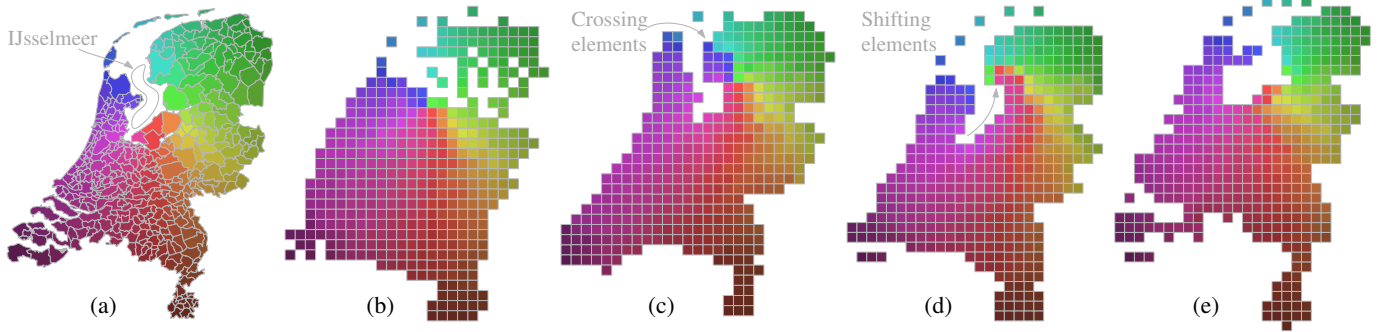 IJsselmeer
Crossing
elements
Shifting
elements
(a)
(b)
(c)
(d)
(e)